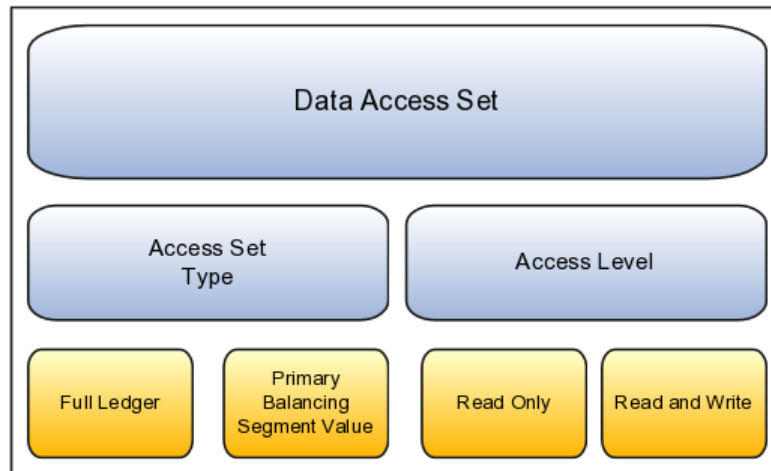 Data Access Set
Access Set
Type
Access Level
Full Ledger
Primary
Balancing
Segment Value
Read Only
Read and Write